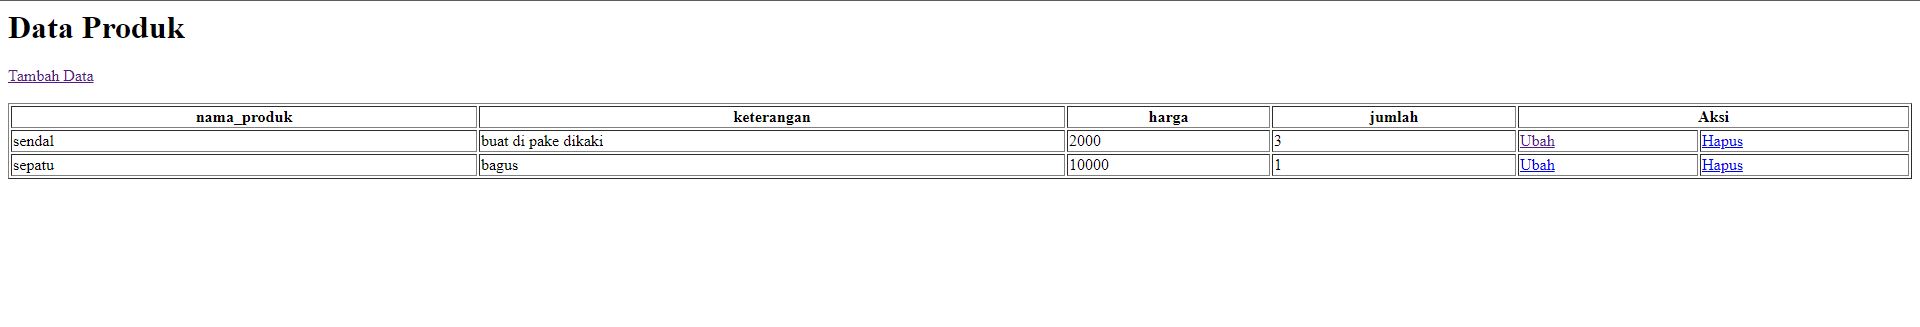 Data Produk
Tambah Data
nama_produk keterangan harga jumlah Aksi
sendal buat di pake dikaki 2000 3 Ubah Hapus
sepatu bagus 10000 1 Ubah Hapus